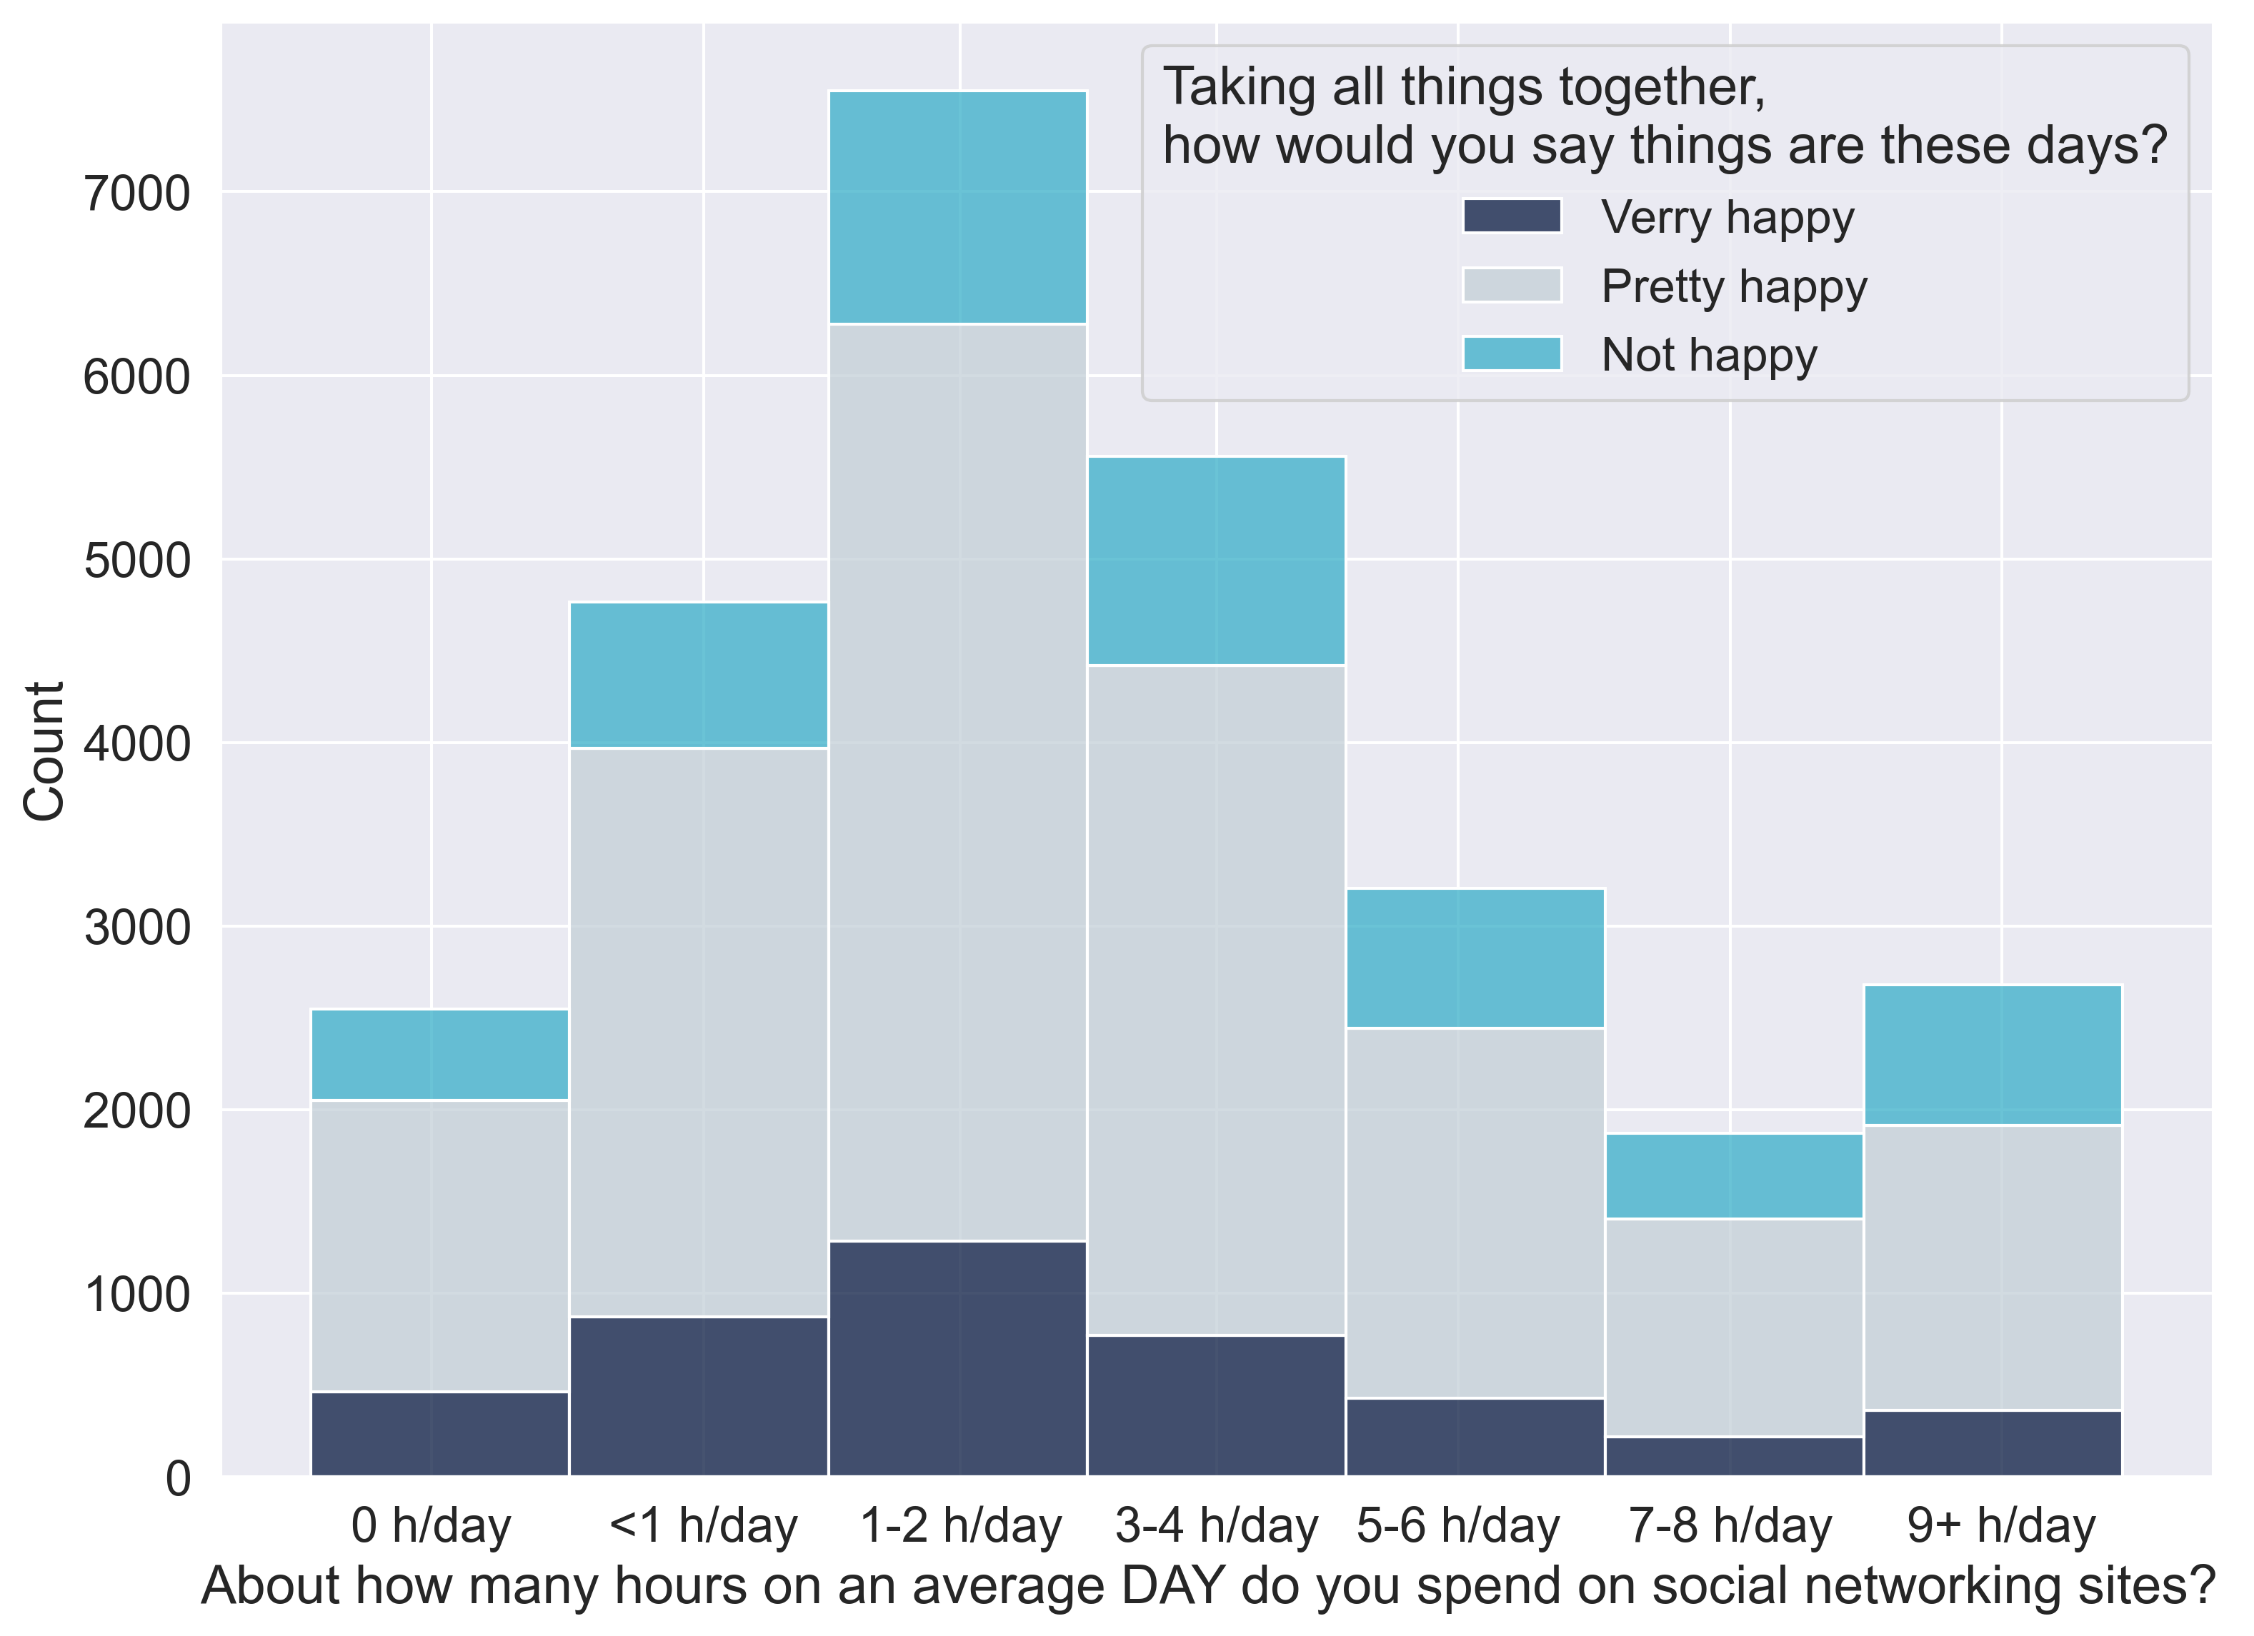 Taking all things together,
how would you say things are these days?
Verry happy
Pretty happy
Not happy
Count
7000
6000
5000
4000
3000
2000
1000
0
0 h/day <1 h/day 1-2 h/day 3-4 h/day 5-6 h/day 7-8 h/day 9+ h/day
About how many hours on an average DAY do you spend on social networking sites?